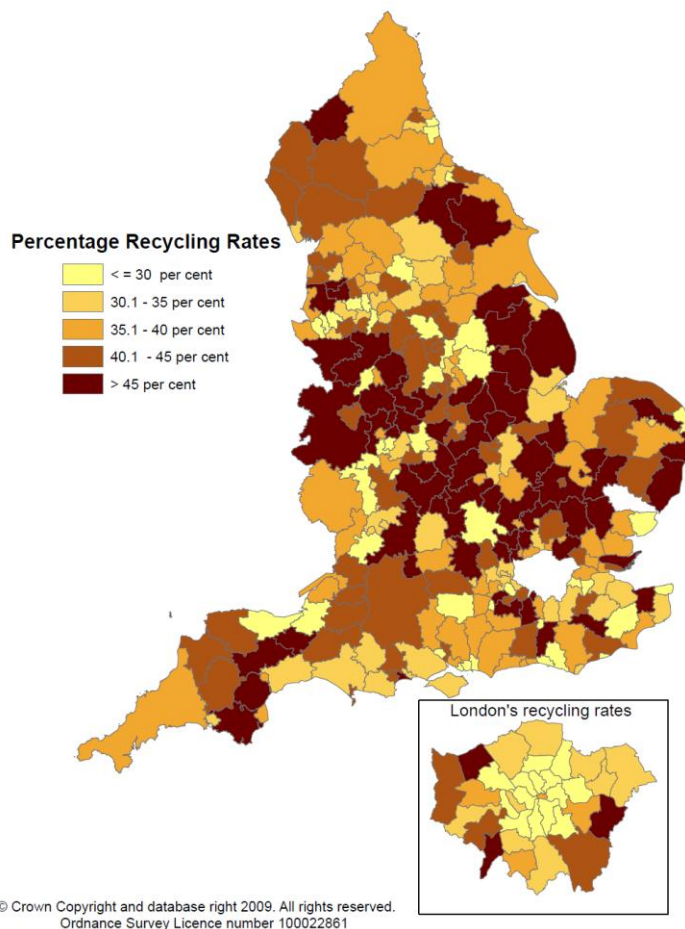 Percentage Recycling Rates
< = 30 per cent
30.1 - 35 per cent
35.1 - 40 per cent
40.1 - 45 per cent
> 45 per cent
London's recycling rates
© Crown Copyright and database right 2009. All rights reserved.
Ordnance Survey Licence number 100022861